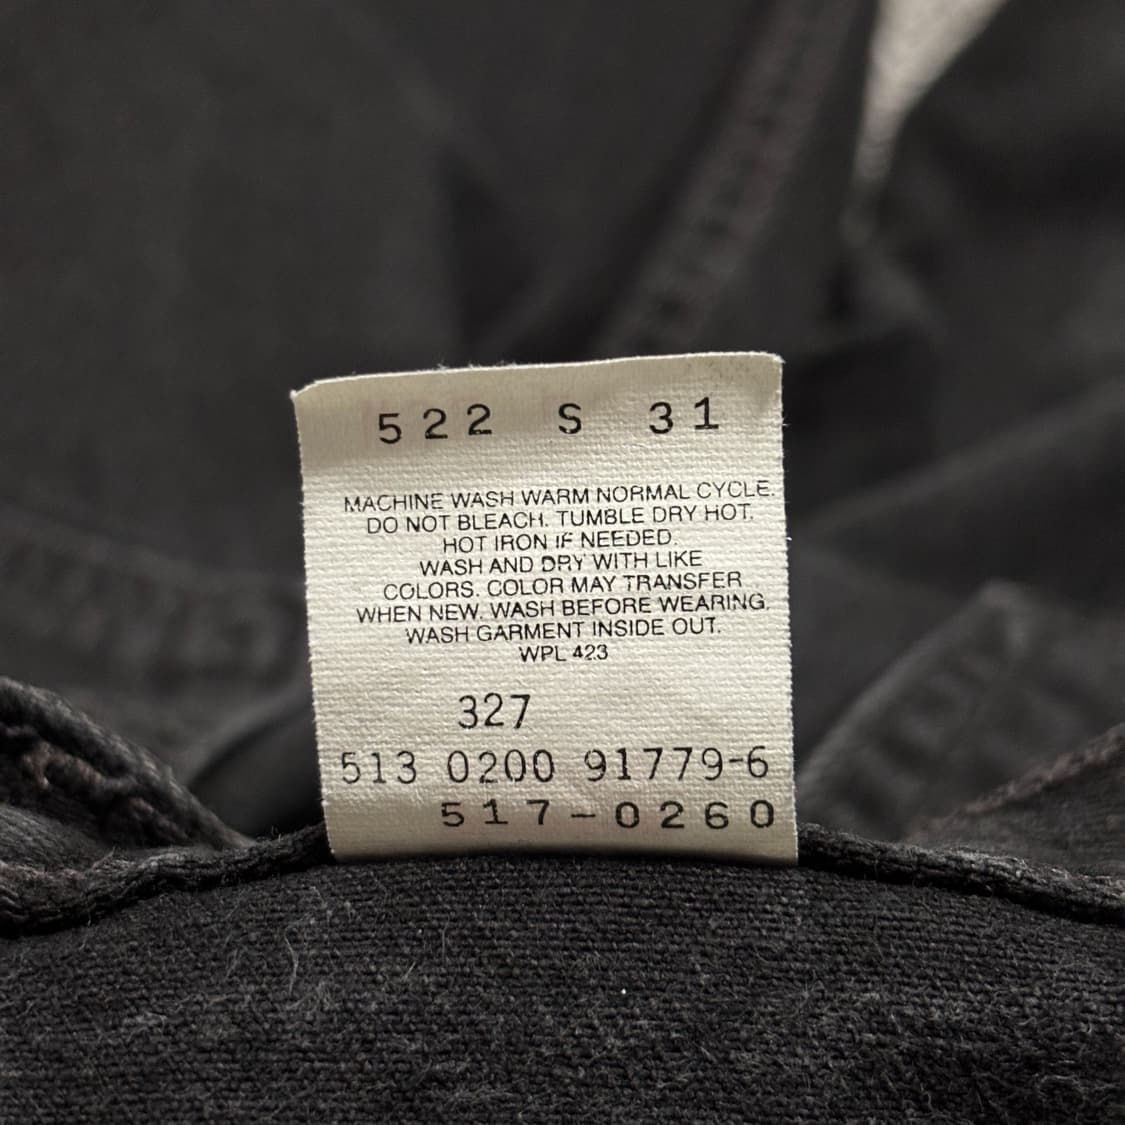 522 S 31
MACHINE WASH WARM NORMAL CYCLE.
DO NOT BLEACH. TUMBLE DRY HOT.
HOT IRON IF NEEDED.
WASH AND DRY WITH LIKE
COLORS. COLOR MAY TRANSFER
WHEN NEW. WASH BEFORE WEARING.
WASH GARMENT INSIDE OUT.
WPL 423
327
513 0200 91779-6
517-0260